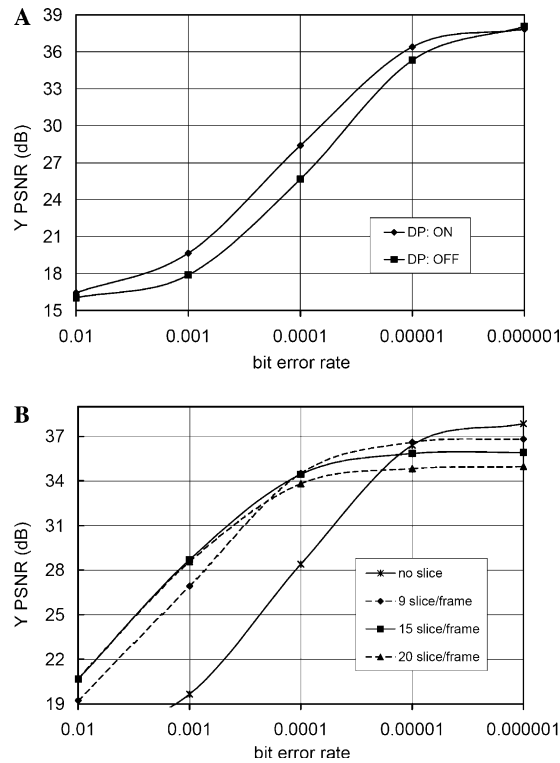 A
39
36
33
30
27
24
21
18
15
Y PSNR (dB)
DP: ON
DP: OFF
0.01 0.001 0.0001 0.00001 0.000001
bit error rate
B
37
34
31
28
25
22
19
Y PSNR (dB)
no slice
9 slice/frame
15 slice/frame
20 slice/frame
0.01 0.001 0.0001 0.00001 0.000001
bit error rate